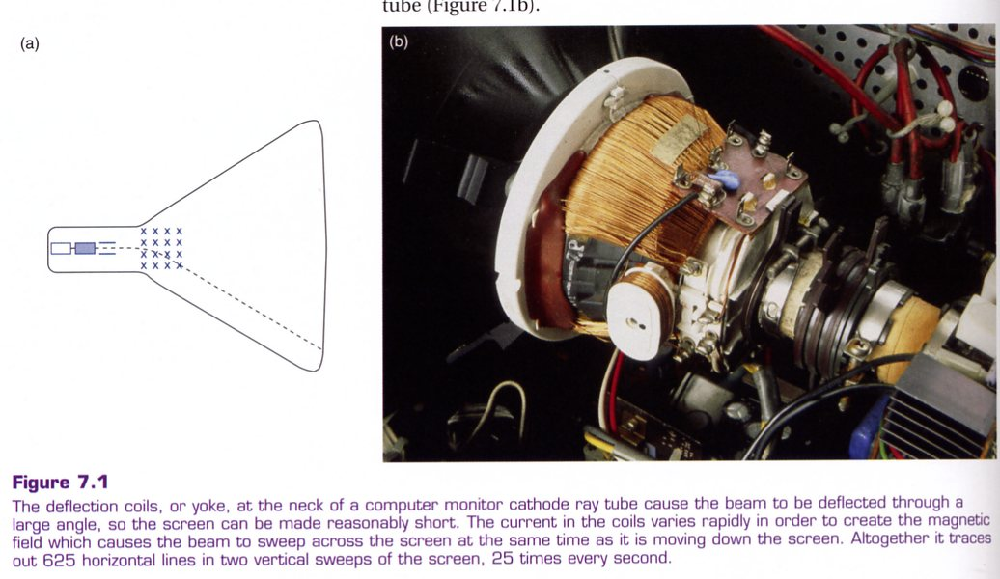 tube (Figure 7.1b).
(a)
(b)
x x x x
x x x x
x x x x
x x x x
Figure 7.1
The deflection coils, or yoke, at the neck of a computer monitor cathode ray tube cause the beam to be deflected through a
large angle, so the screen can be made reasonably short. The current in the coils varies rapidly in order to create the magnetic
field which causes the beam to sweep across the screen at the same time as it is moving down the screen. Altogether it traces
out 625 horizontal lines in two vertical sweeps of the screen, 25 times every second.